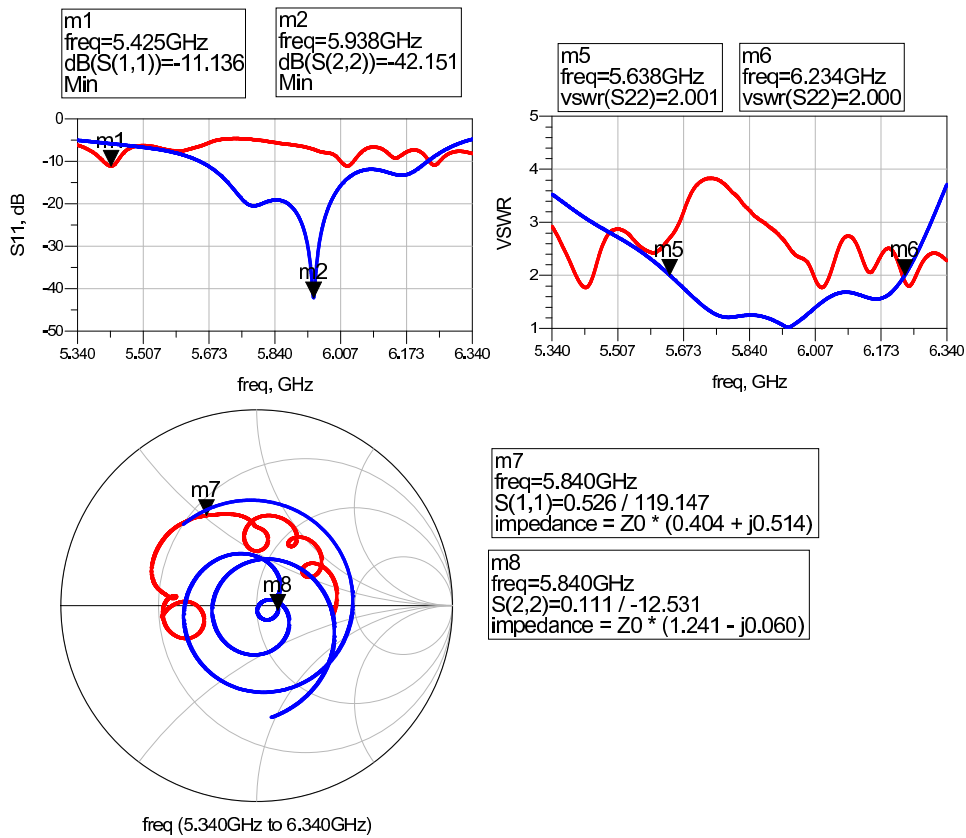 m1
freq=5.425GHz
dB(S(1,1))=-11.136
Min
m2
freq=5.938GHz
dB(S(2,2))=-42.151
Min
m5
freq=5.638GHz
vswr(S22)=2.001
m6
freq=6.234GHz
vswr(S22)=2.000
0
-10
-20
-30
-40
-50
S11, dB
m1
m2
5.340
5.507
5.673
5.840
6.007
6.173
6.340
freq, GHz
5
4
3
2
1
VSWR
m5
m6
5.340
5.507
5.673
5.840
6.007
6.173
6.340
freq, GHz
m7
m8
freq (5.340GHz to 6.340GHz)
m7
freq=5.840GHz
S(1,1)=0.526 / 119.147
impedance = Z0 * (0.404 + j0.514)
m8
freq=5.840GHz
S(2,2)=0.111 / -12.531
impedance = Z0 * (1.241 - j0.060)